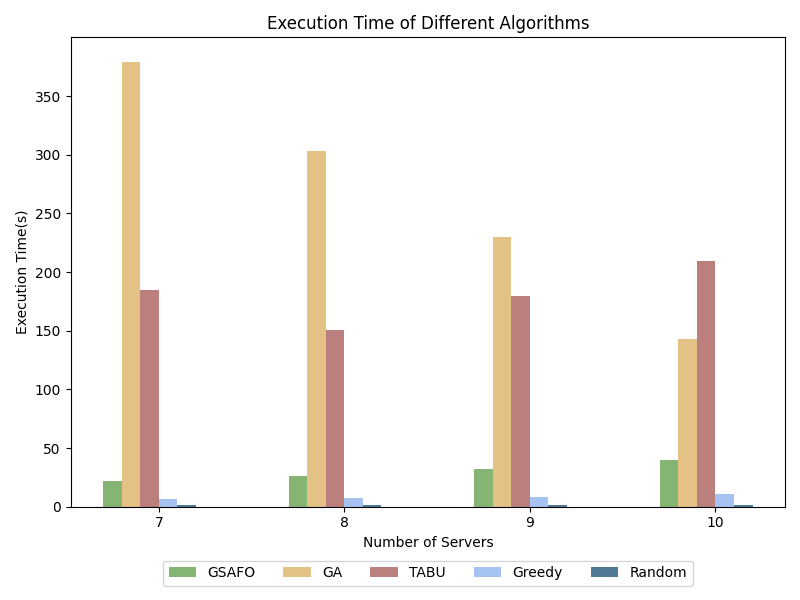 Execution Time of Different Algorithms
Execution Time(s)
350
300
250
200
150
100
50
0
7 8 9 10
Number of Servers
GSAFO GA TABU Greedy Random